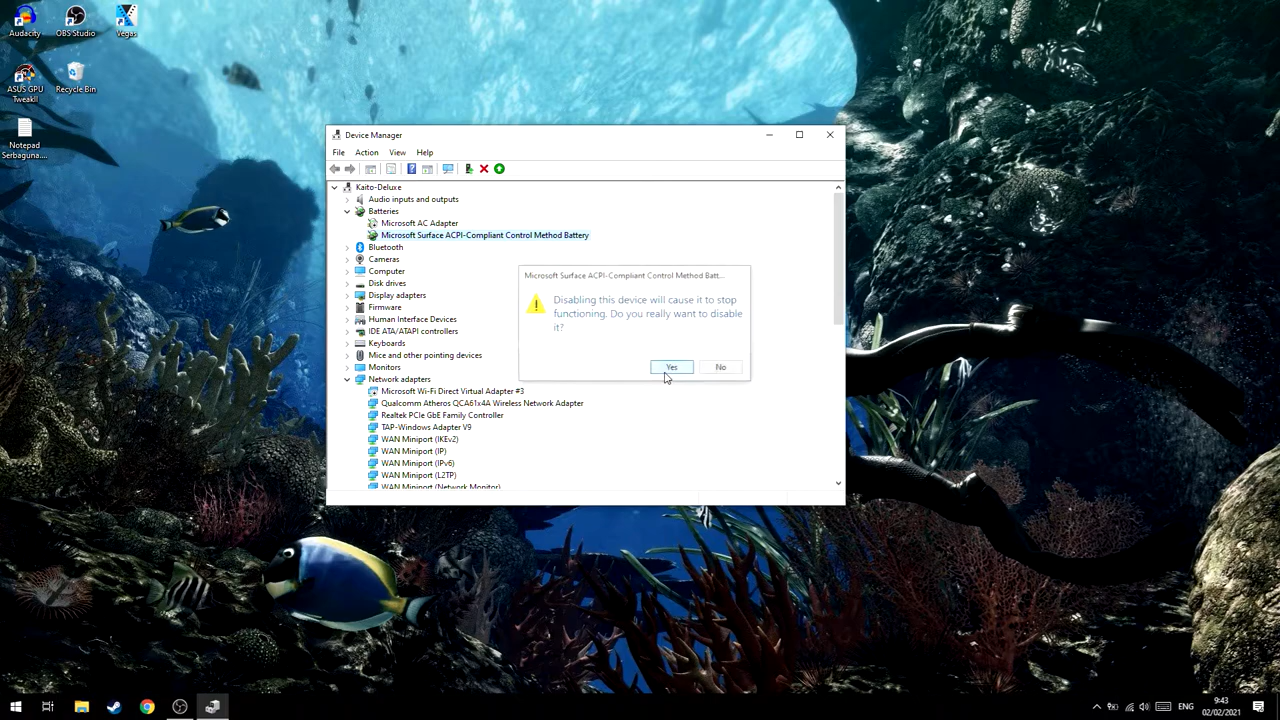 Audacity
OBS Studio
Vegas
ASUS GPU
TweakII
Recycle Bin
Notepad
Serbaguna....
Device Manager
File Action View Help
Kaito-Deluxe
Audio inputs and outputs
Batteries
Microsoft AC Adapter
Microsoft Surface ACPI-Compliant Control Method Battery
Bluetooth
Cameras
Computer
Disk drives
Display adapters
Firmware
Human Interface Devices
IDE ATA/ATAPI controllers
Keyboards
Mice and other pointing devices
Monitors
Network adapters
Microsoft Wi-Fi Direct Virtual Adapter #3
Qualcomm Atheros QCA61x4A Wireless Network Adapter
Realtek PCIe GbE Family Controller
TAP-Windows Adapter V9
WAN Miniport (IKEv2)
WAN Miniport (IP)
WAN Miniport (IPv6)
WAN Miniport (L2TP)
WAN Miniport (Network Monitor)
Microsoft Surface ACPI-Compliant Control Method Batt...
Disabling this device will cause it to stop
functioning. Do you really want to disable
it?
Yes No
ENG
9:43
02/02/2021